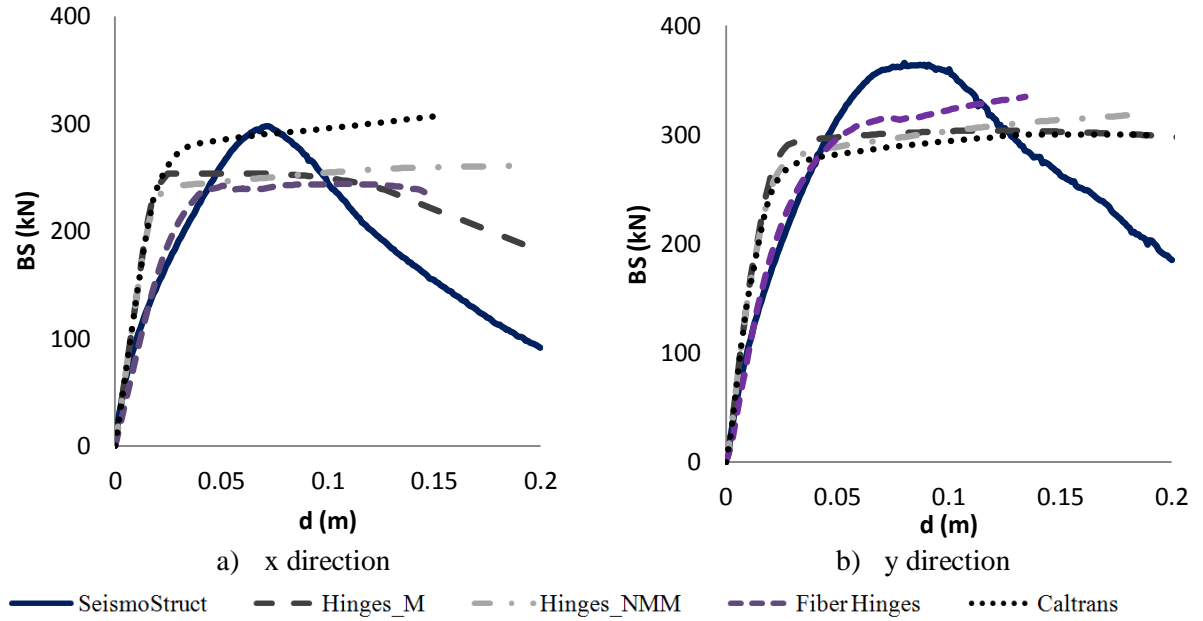 400
300
200
100
0
BS (kN)
0 0.05 0.1 0.15 0.2
d (m)
a) x direction
400
300
200
100
0
BS (kN)
0 0.05 0.1 0.15 0.2
d (m)
b) y direction
SeismoStruct Hinges_M Hinges_NMM Fiber Hinges Caltrans